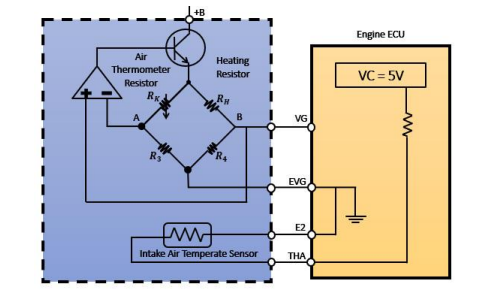 +B
Engine ECU
Air
Thermometer
Resistor
Heating
Resistor
VC = 5V
+ -
R_K
R_H
A
B
VG
R_3
R_4
EVG
E2
Intake Air Temperate Sensor
THA